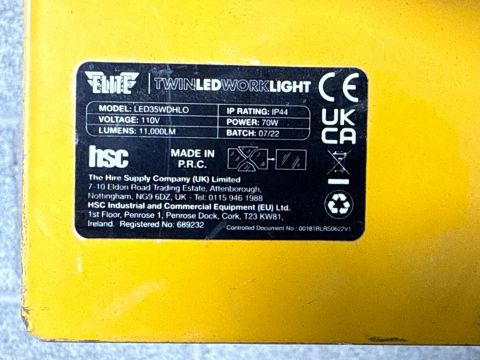 ELITE TWINLEDWORKLIGHT
MODEL: LED35WDHLO IP RATING: IP44
VOLTAGE: 110V POWER: 70W
LUMENS: 11,000LM BATCH: 07/22
CE
UK
CA
hsc MADE IN
P.R.C.
The Hire Supply Company (UK) Limited
7-10 Eldon Road Trading Estate, Attenborough,
Nottingham, NG9 6DZ, UK - Tel: 0115 946 1988
HSC Industrial and Commercial Equipment (EU) Ltd.
1st Floor, Penrose 1, Penrose Dock, Cork, T23 KW81,
Ireland. Registered No: 689232
Controlled Document No : 00181RLR50622V1